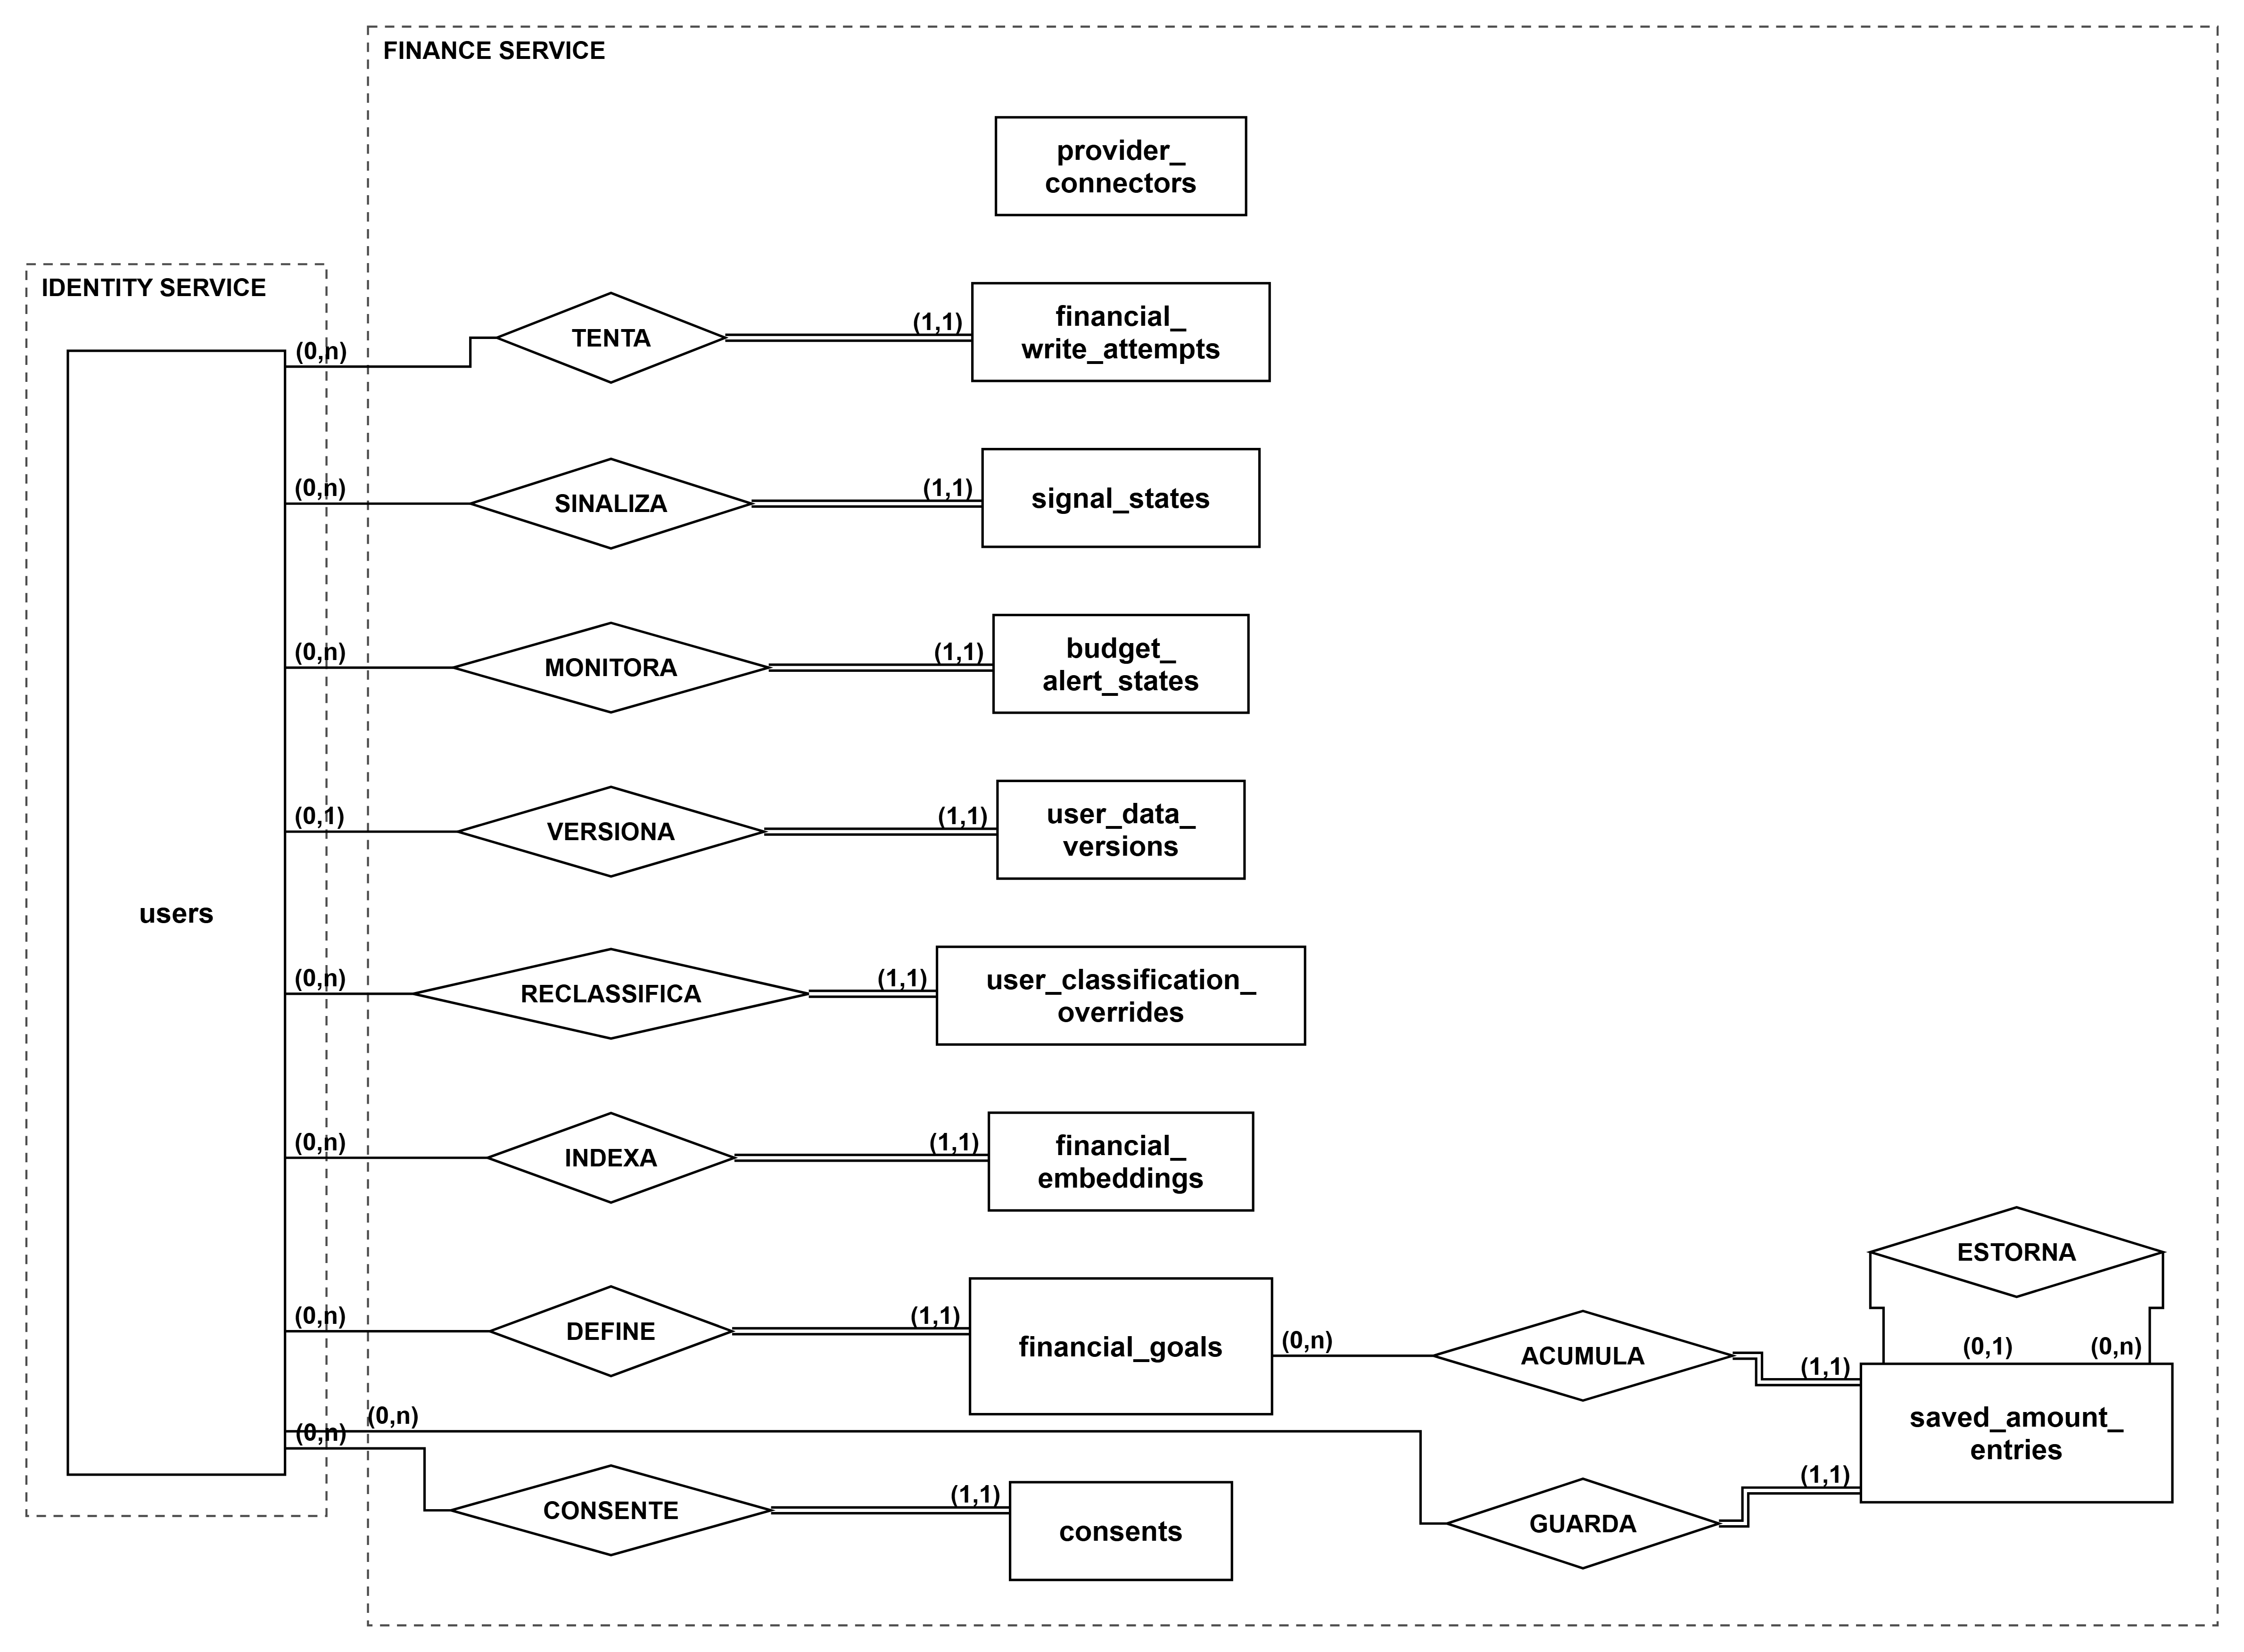 FINANCE SERVICE
provider_
connectors
IDENTITY SERVICE
(0,n)
TENTA
(1,1)
financial_
write_attempts
(0,n)
SINALIZA
(1,1)
signal_states
(0,n)
MONITORA
(1,1)
budget_
alert_states
(0,1)
VERSIONA
(1,1)
user_data_
versions
users
(0,n)
RECLASSIFICA
(1,1)
user_classification_
overrides
(0,n)
INDEXA
(1,1)
financial_
embeddings
ESTORNA
(0,n)
DEFINE
(1,1)
financial_goals
(0,n)
ACUMULA
(1,1)
(0,1)
(0,n)
saved_amount_
entries
(0,n)
(0,n)
CONSENTE
(1,1)
consents
GUARDA
(1,1)